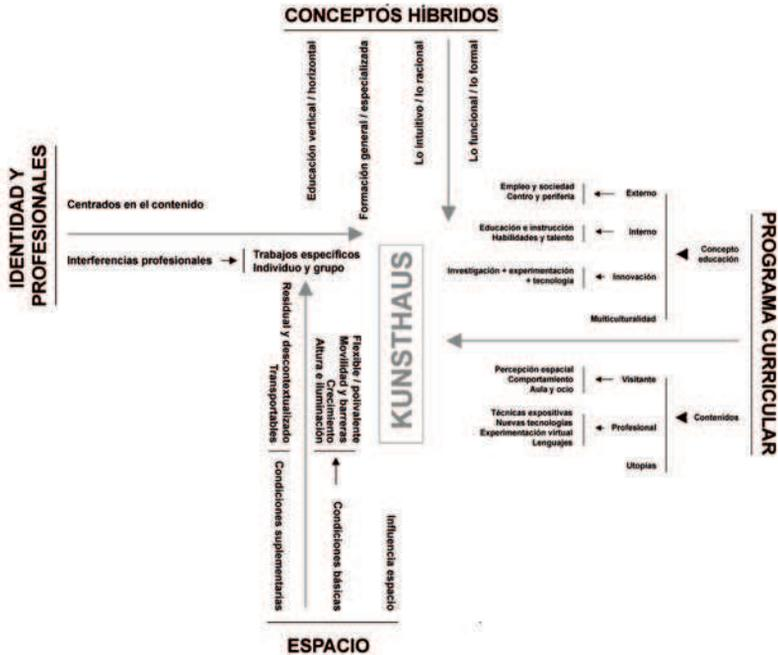 CONCEPTOS HÍBRIDOS
Educación vertical / horizontal
Formación general / especializada
Lo intuitivo / lo racional
Lo funcional / lo formal
IDENTIDAD Y
PROFESIONALES
Centrados en el contenido
Interferencias profesionales
Trabajos específicos
Individuo y grupo
KUNSTHAUS
PROGRAMA CURRICULAR
Concepto
educación
Externo
Empleo y sociedad
Centro y periferia
Interno
Educación e instrucción
Habilidades y talento
Innovación
Investigación + experimentación
+ tecnología
Multiculturalidad
Contenidos
Visitante
Percepción espacial
Comportamiento
Aula y ocio
Profesional
Técnicas expositivas
Nuevas tecnologías
Experimentación virtual
Lenguajes
Utopías
Residual y descontextualizado
Transportables
Condiciones suplementarias
Flexible / polivalente
Movilidad y barreras
Crecimiento
Altura e iluminación
Condiciones básicas
Influencia espacio
ESPACIO